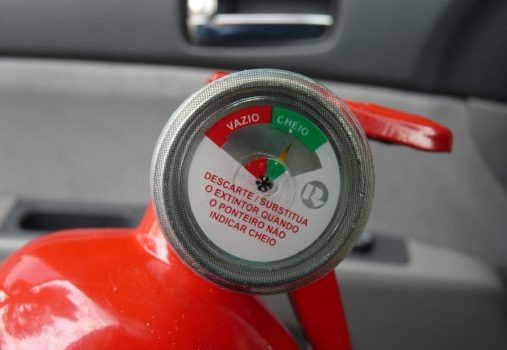 VAZIO CHEIO
DESCARTE / SUBSTITUA
O EXTINTOR QUANDO
O PONTEIRO NÃO
INDICAR CHEIO